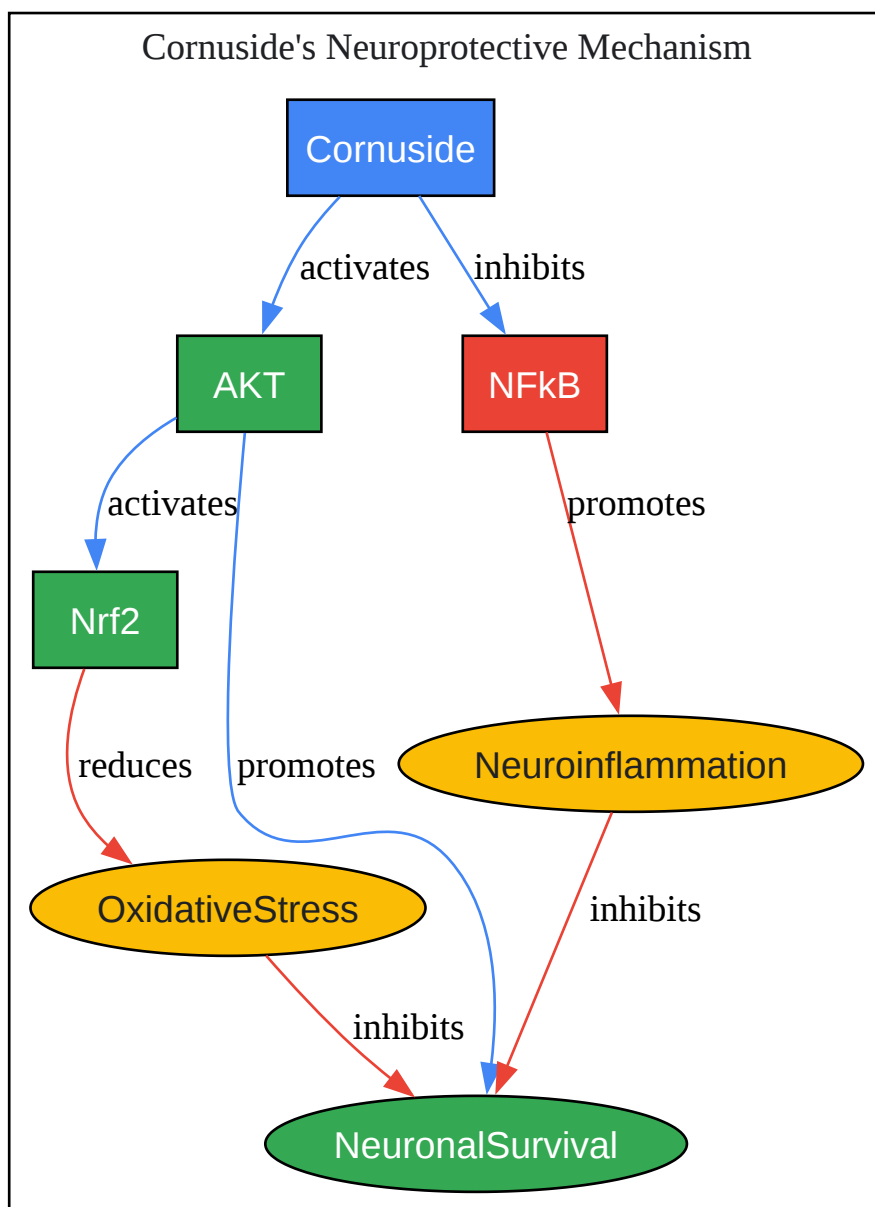 Cornuside's Neuroprotective Mechanism
Cornuside
activates
inhibits
AKT
NFkB
activates
promotes
Nrf2
reduces
promotes
Neuroinflammation
OxidativeStress
inhibits
inhibits
NeuronalSurvival